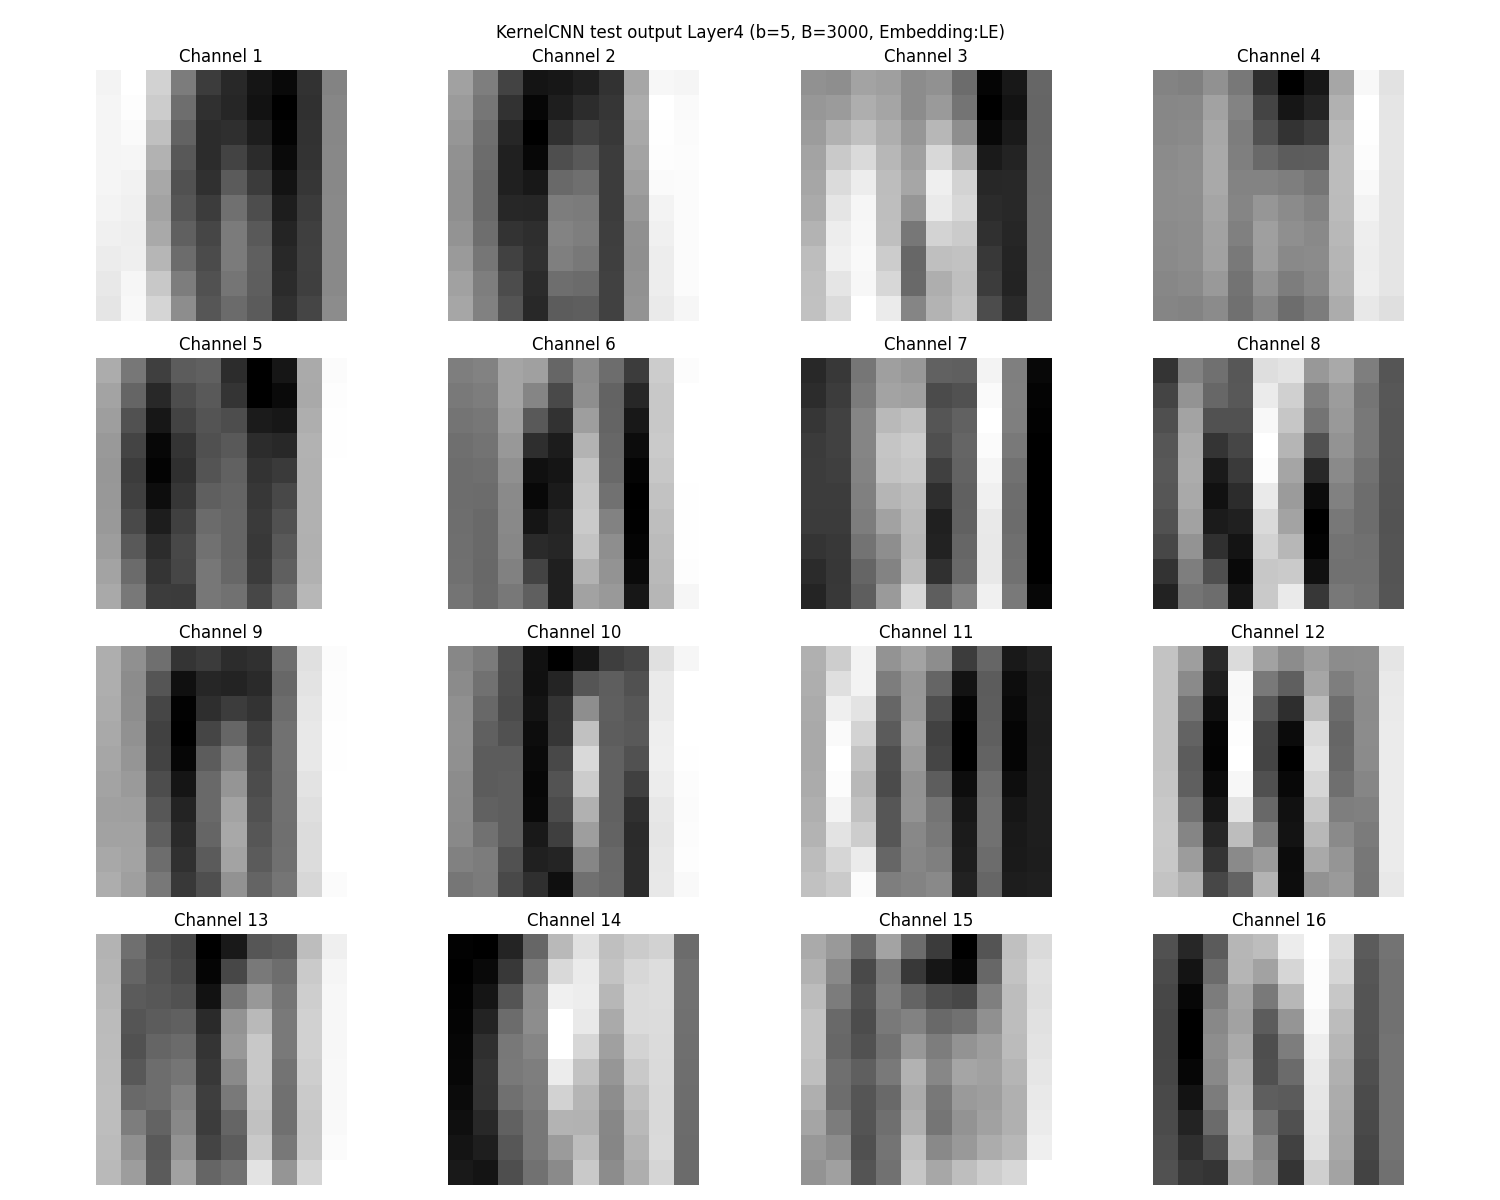 KernelCNN test output Layer4 (b=5, B=3000, Embedding:LE)
Channel 1 Channel 2 Channel 3 Channel 4
Channel 5 Channel 6 Channel 7 Channel 8
Channel 9 Channel 10 Channel 11 Channel 12
Channel 13 Channel 14 Channel 15 Channel 16